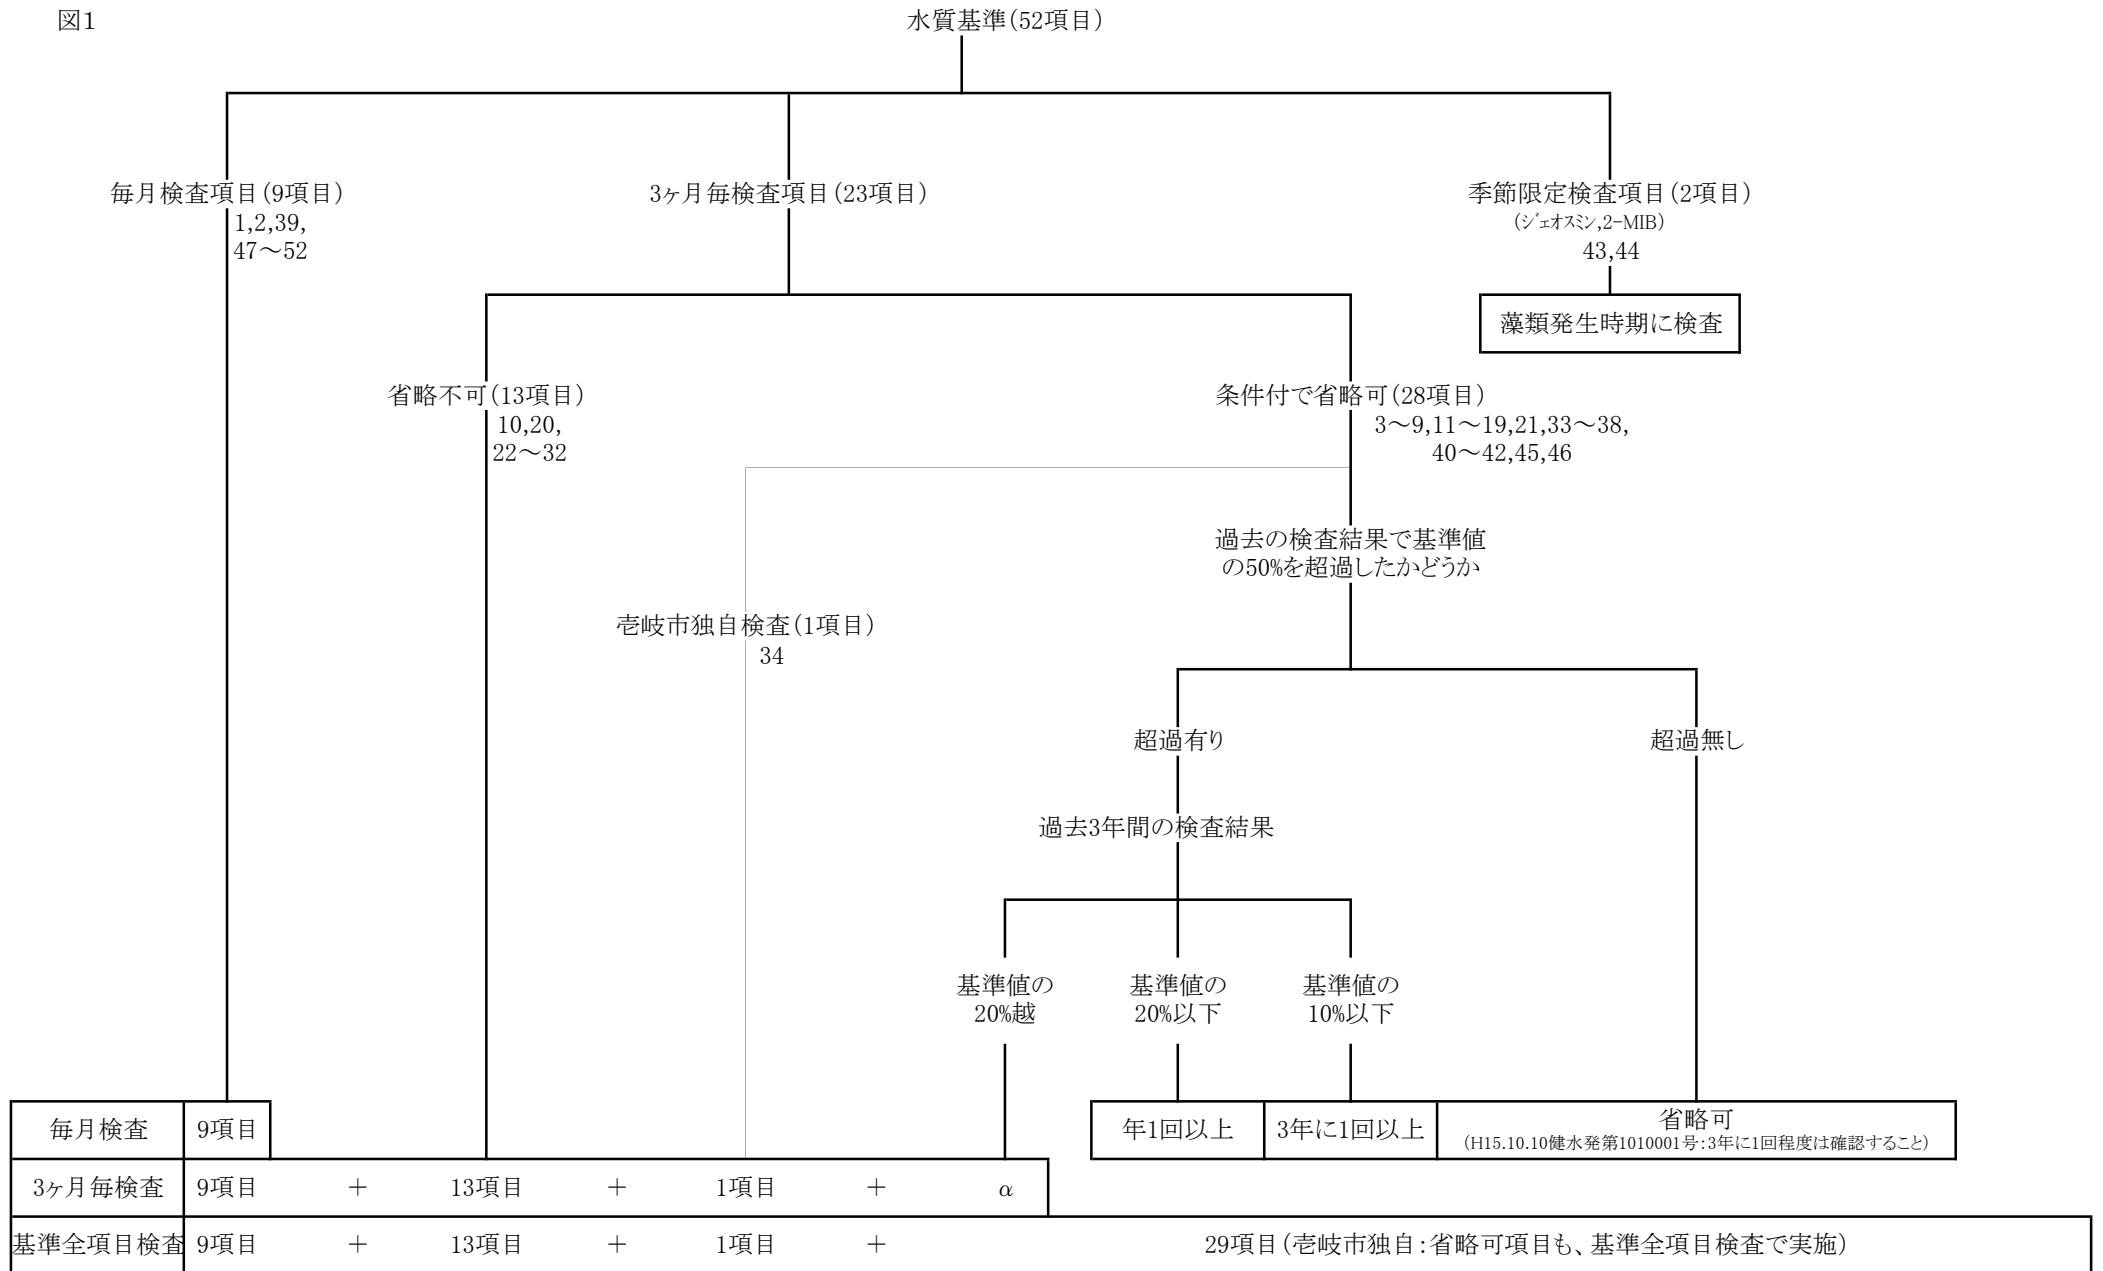 図1
水質基準(52項目)
毎月検査項目(9項目)
1,2,39,
47～52
3ヶ月毎検査項目(23項目)
季節限定検査項目(2項目)
(ｼﾞｪｵｽﾐﾝ,2-MIB)
43,44
藻類発生時期に検査
省略不可(13項目)
10,20,
22～32
条件付で省略可(28項目)
3～9,11～19,21,33～38,
40～42,45,46
過去の検査結果で基準値
の50%を超過したかどうか
壱岐市独自検査(1項目)
34
超過有り
超過無し
過去3年間の検査結果
基準値の
20%越
基準値の
20%以下
基準値の
10%以下
毎月検査 9項目
年1回以上
3年に1回以上
省略可
(H15.10.10健水発第1010001号:3年に1回程度は確認すること)
3ヶ月毎検査 9項目 + 13項目 + 1項目 + α
基準全項目検査 9項目 + 13項目 + 1項目 + 29項目(壱岐市独自:省略可項目も、基準全項目検査で実施)